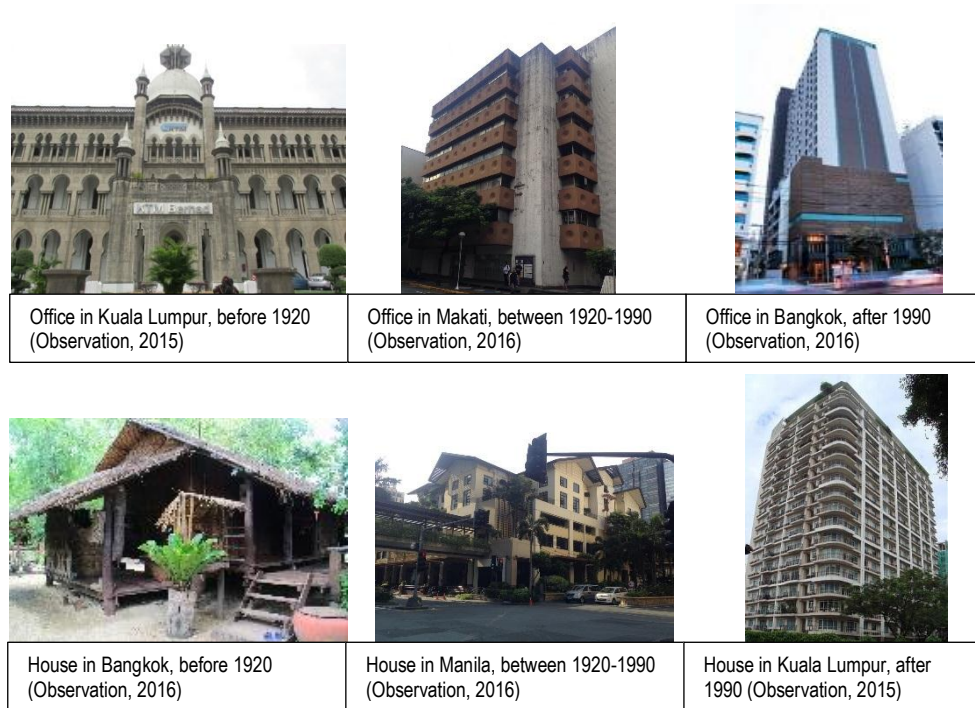 KTM Berhad
Office in Kuala Lumpur, before 1920
(Observation, 2015)
Office in Makati, between 1920-1990
(Observation, 2016)
Office in Bangkok, after 1990
(Observation, 2016)
House in Bangkok, before 1920
(Observation, 2016)
House in Manila, between 1920-1990
(Observation, 2016)
House in Kuala Lumpur, after
1990 (Observation, 2015)